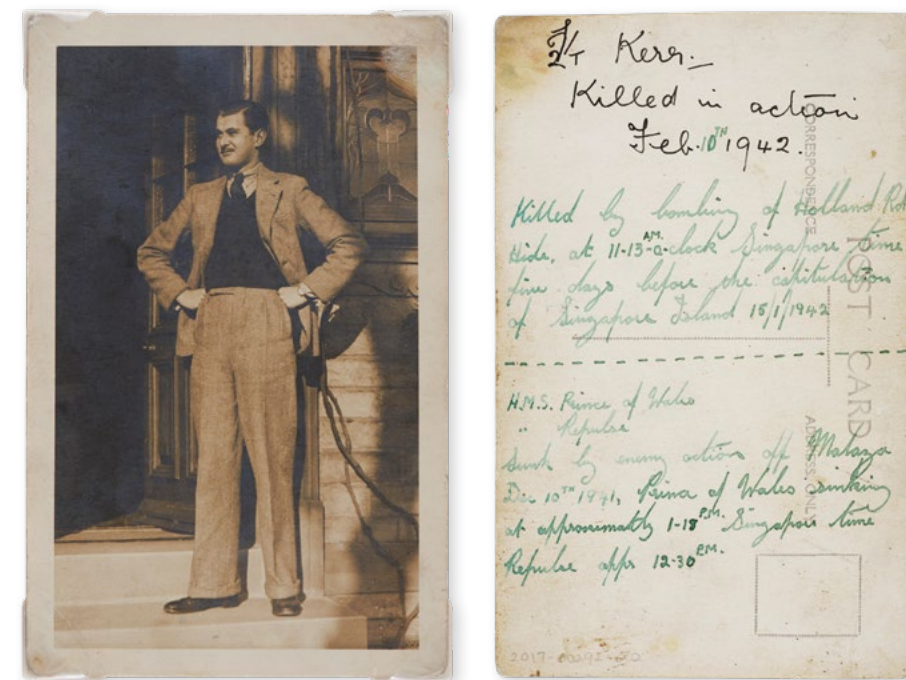 2/Lt Kerr.
Killed in action
Feb. 10TH 1942.
Killed by bombing of Holland Rd
Hide, at 11-13 A.M. o-clock Singapore time
five days before the capitulation
of Singapore Island 15/1/1942
H.M.S. Prince of Wales
" Repulse
Sunk by enemy action off Malaya
Dec 10TH 1941, Prince of Wales sinking
at approximately 1-18 P.M. Singapore time
Repulse appx 12-30 P.M.
CORRESPONDENCE
POST CARD
ADDRESS ONLY